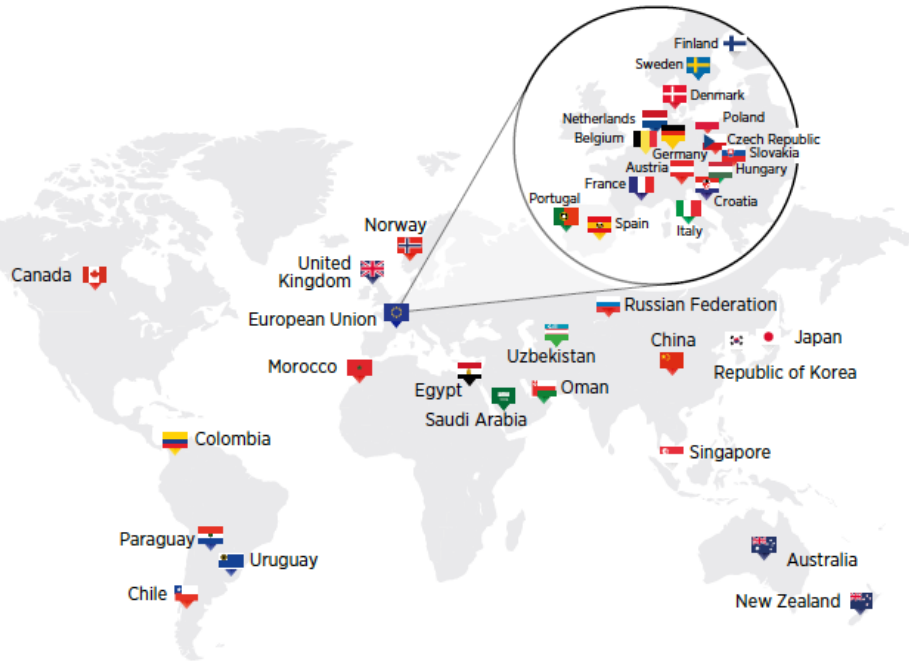 Finland
Sweden
Denmark
Netherlands
Poland
Belgium
Czech Republic
Germany
Slovakia
Austria
Hungary
France
Croatia
Portugal
Spain
Italy
Norway
Canada
United
Kingdom
European Union
Russian Federation
Uzbekistan
China
Japan
Republic of Korea
Morocco
Egypt
Oman
Saudi Arabia
Colombia
Singapore
Paraguay
Uruguay
Chile
Australia
New Zealand